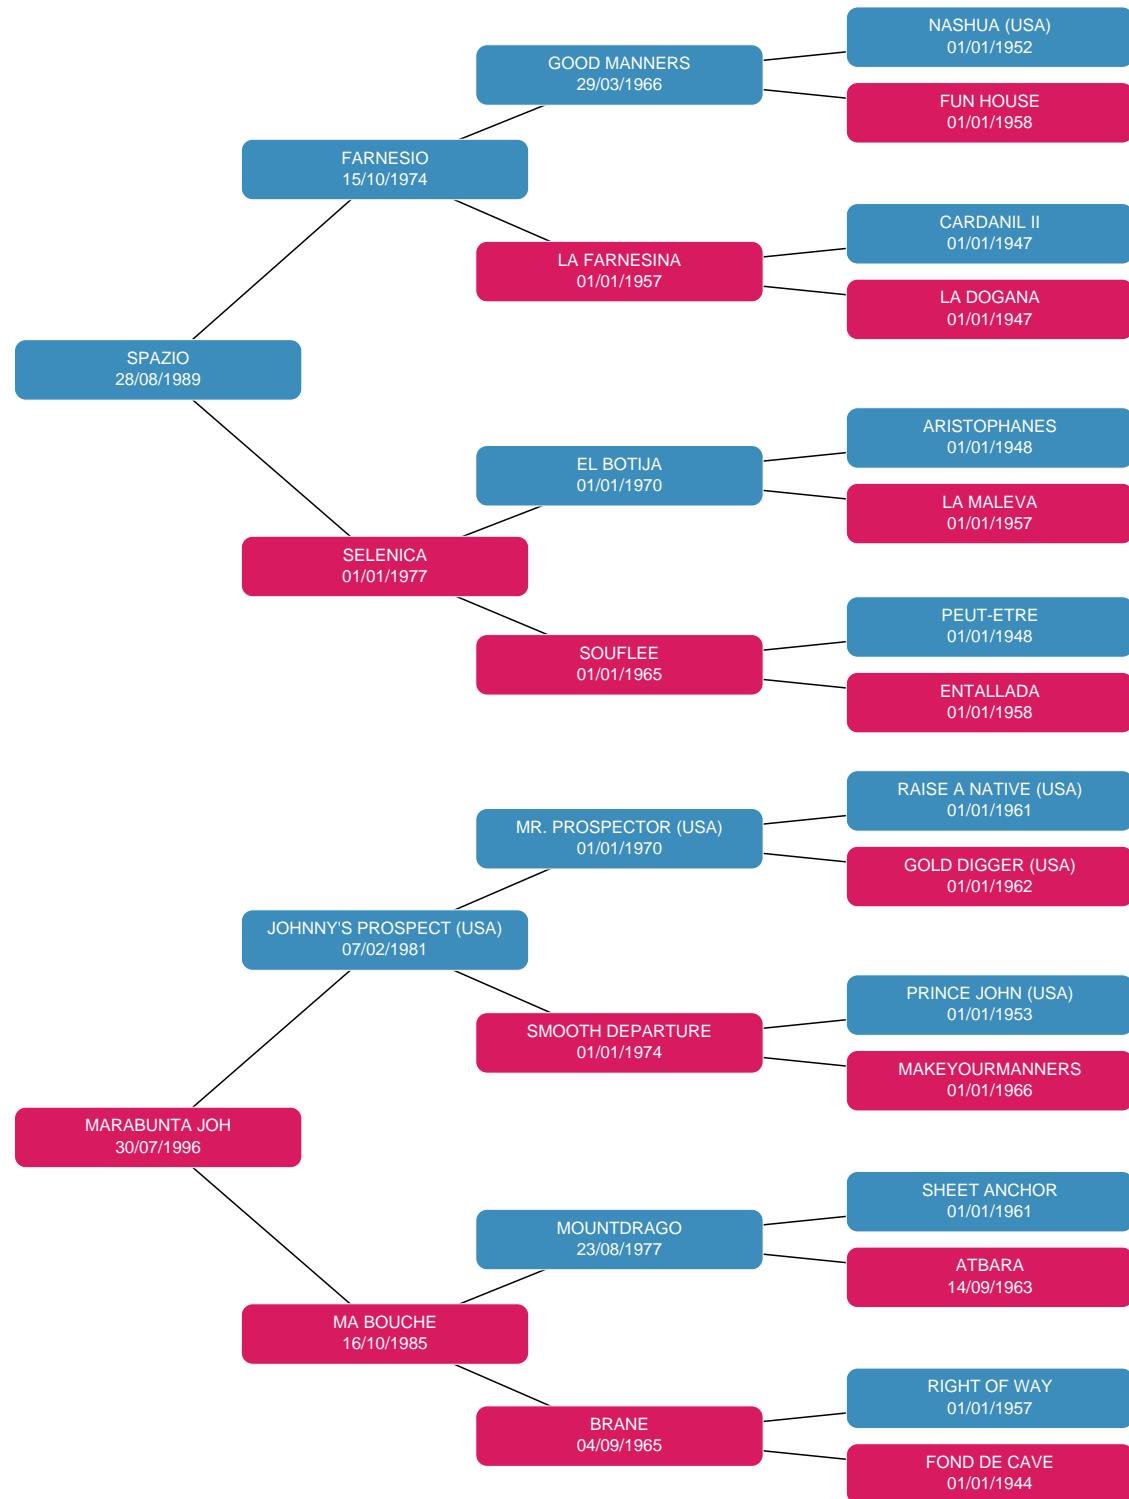 NASHUA (USA)
01/01/1952
GOOD MANNERS
29/03/1966
FUN HOUSE
01/01/1958
FARNESIO
15/10/1974
CARDANIL II
01/01/1947
LA FARNESINA
01/01/1957
LA DOGANA
01/01/1947
SPAZIO
28/08/1989
ARISTOPHANES
01/01/1948
EL BOTIJA
01/01/1970
LA MALEVA
01/01/1957
SELENICA
01/01/1977
PEUT-ETRE
01/01/1948
SOUFLEE
01/01/1965
ENTALLADA
01/01/1958
RAISE A NATIVE (USA)
01/01/1961
MR. PROSPECTOR (USA)
01/01/1970
GOLD DIGGER (USA)
01/01/1962
JOHNNY'S PROSPECT (USA)
07/02/1981
PRINCE JOHN (USA)
01/01/1953
SMOOTH DEPARTURE
01/01/1974
MAKEYOURMANNERS
01/01/1966
MARABUNTA JOH
30/07/1996
SHEET ANCHOR
01/01/1961
MOUNTDRAGO
23/08/1977
ATBARA
14/09/1963
MA BOUCHE
16/10/1985
RIGHT OF WAY
01/01/1957
BRANE
04/09/1965
FOND DE CAVE
01/01/1944